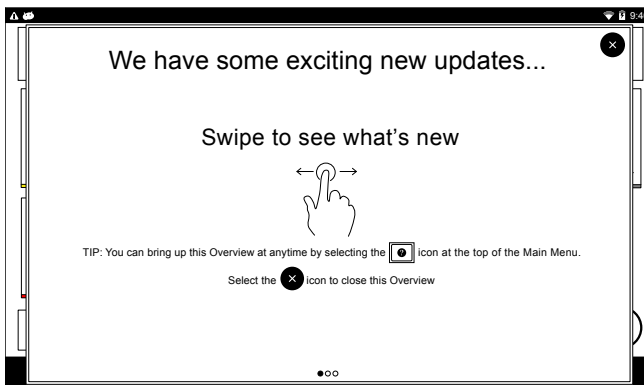 9:4
We have some exciting new updates...
Swipe to see what's new
TIP: You can bring up this Overview at anytime by selecting the ? icon at the top of the Main Menu.
Select the × icon to close this Overview